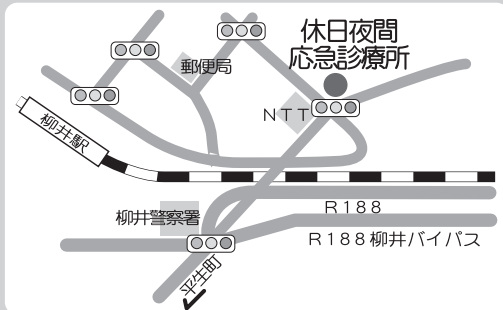 休日夜間
応急診療所
郵便局
NTT
柳井駅
柳井警察署
R188
R188柳井バイパス
平生町